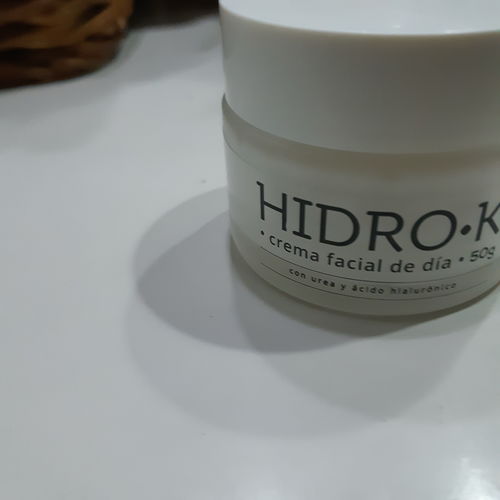 HIDRO•K
• crema facial de día • 50g
con urea y ácido hialurónico